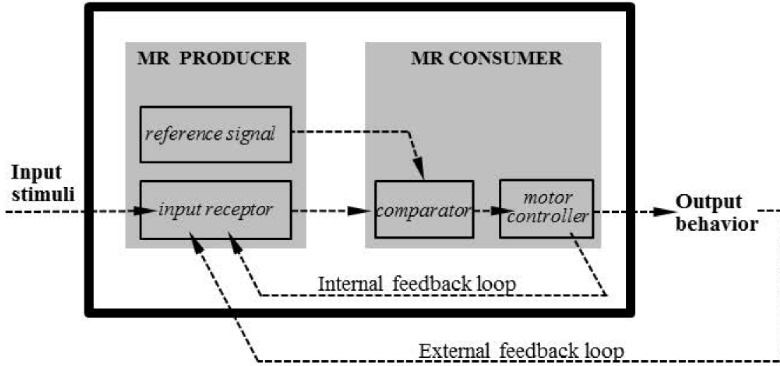 MR PRODUCER
MR CONSUMER
reference signal
Input
stimuli
input receptor
comparator
motor
controller
Output
behavior
Internal feedback loop
External feedback loop